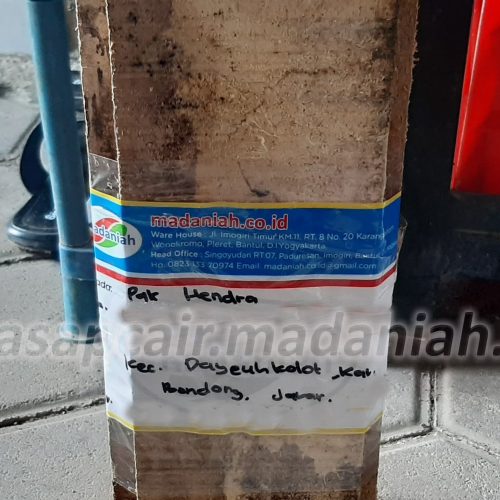 madaniah.co.id
madaniah
Ware House : Jl. Imogiri Timur KM.11. RT. 8 No. 20 Karang
Wonokromo, Pleret, Bantul, D.I Yogyakarta
Head Office : Singoyudan RT.07, Paduresan, Imogiri, Bantul,
Hp. 0823 133 20974 Email: madaniah.co.id@gmail.com
Pak Hendra
asapcair.madaniah.
Kec. Dayeuhkolot, Kab.
Bandong, Jabar.